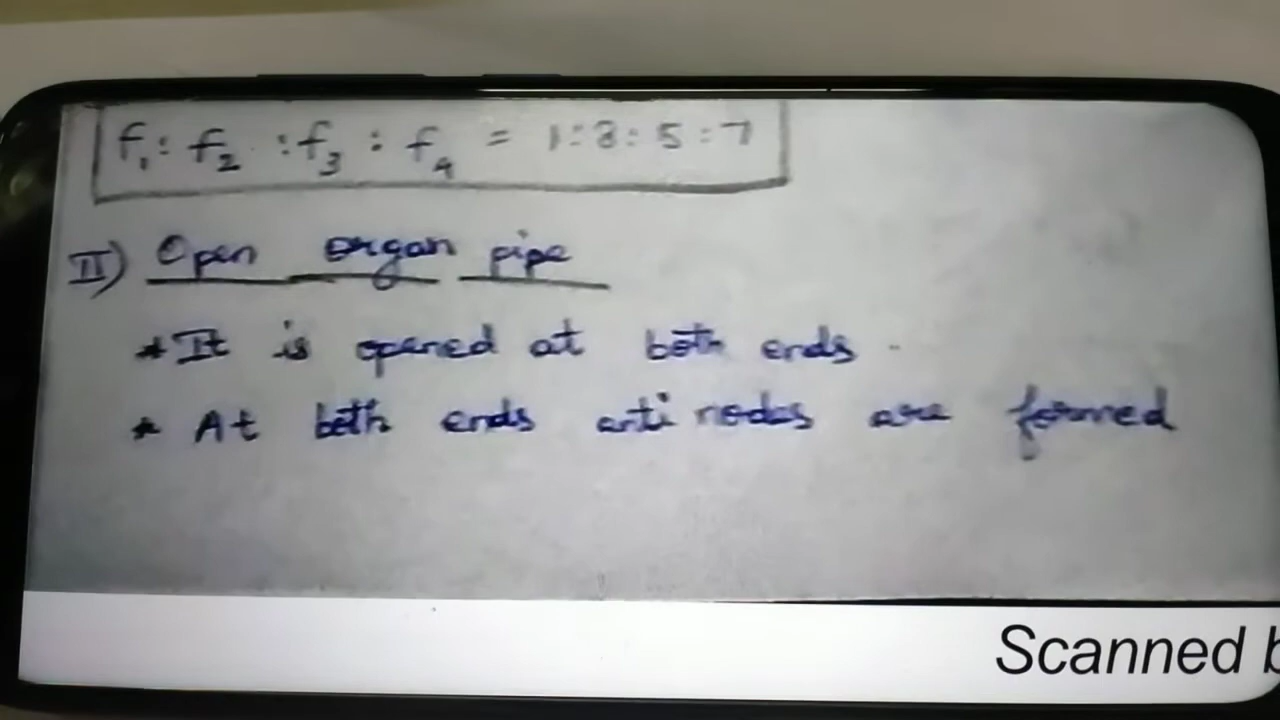 f₁ : f₂ : f₃ : f₄ = 1 : 3 : 5 : 7
II) Open organ pipe
* It is opened at both ends.
* At both ends anti nodes are formed
Scanned b